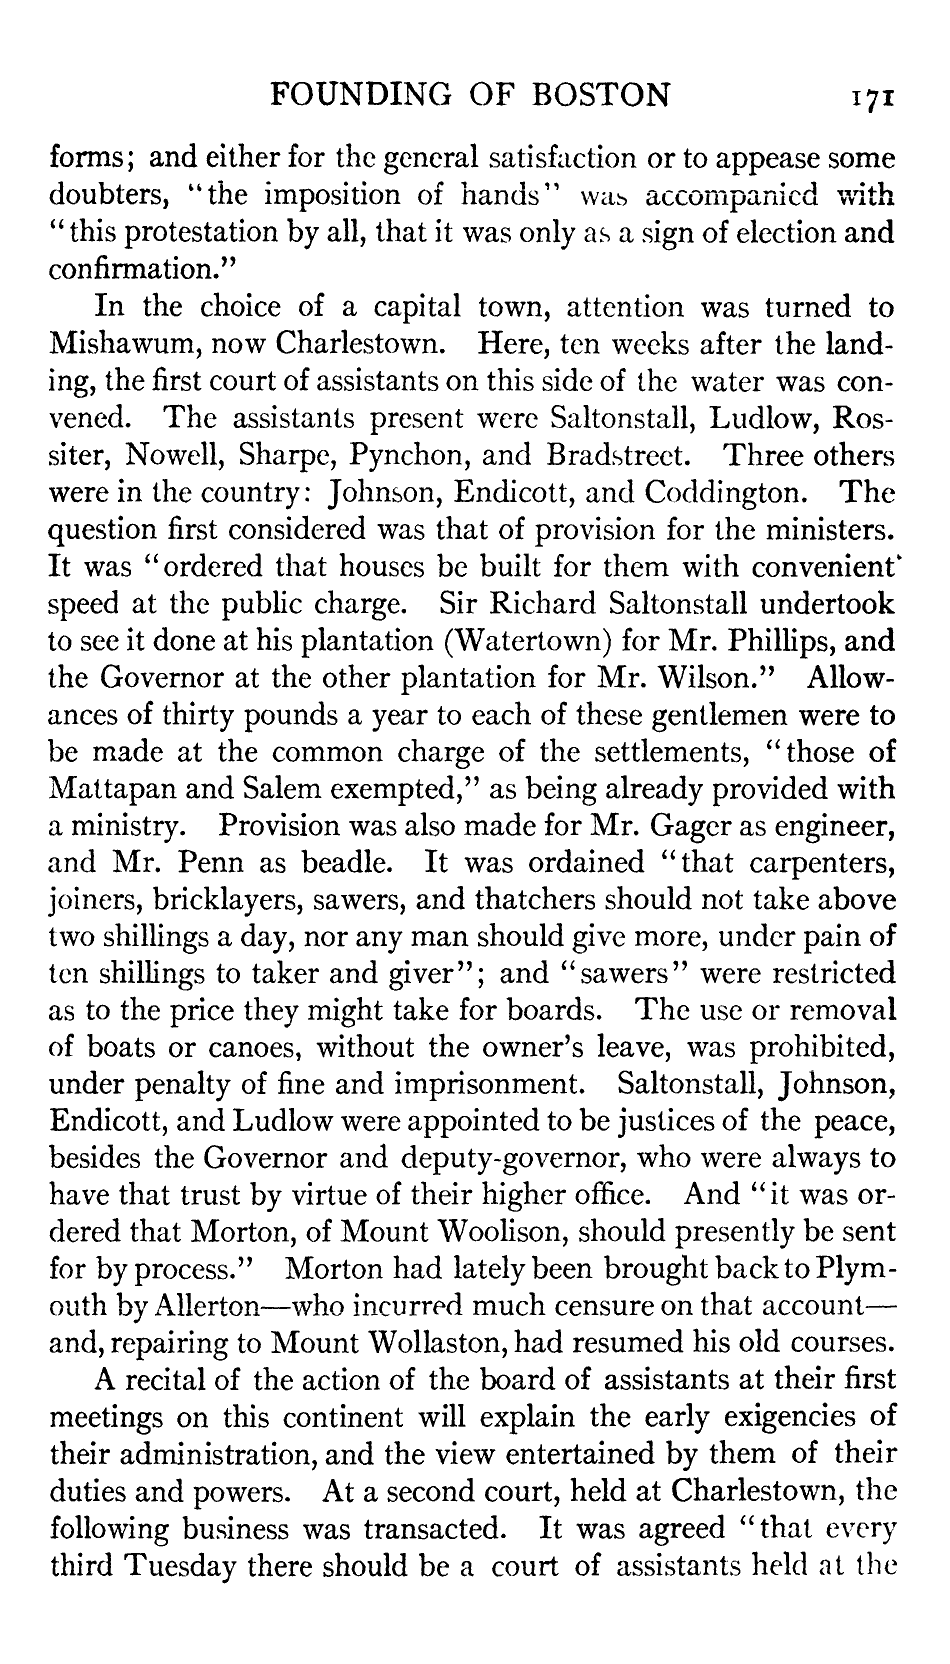 FOUNDING OF BOSTON 171
forms; and either for the general satisfaction or to appease some
doubters, “the imposition of hands” was accompanied with
“this protestation by all, that it was only as a sign of election and
confirmation.”
In the choice of a capital town, attention was turned to
Mishawum, now Charlestown. Here, ten weeks after the land-
ing, the first court of assistants on this side of the water was con-
vened. The assistants present were Saltonstall, Ludlow, Ros-
siter, Nowell, Sharpe, Pynchon, and Bradstreet. Three others
were in the country: Johnson, Endicott, and Coddington. The
question first considered was that of provision for the ministers.
It was “ordered that houses be built for them with convenient
speed at the public charge. Sir Richard Saltonstall undertook
to see it done at his plantation (Watertown) for Mr. Phillips, and
the Governor at the other plantation for Mr. Wilson.” Allow-
ances of thirty pounds a year to each of these gentlemen were to
be made at the common charge of the settlements, “those of
Mattapan and Salem exempted,” as being already provided with
a ministry. Provision was also made for Mr. Gager as engineer,
and Mr. Penn as beadle. It was ordained “that carpenters,
joiners, bricklayers, sawers, and thatchers should not take above
two shillings a day, nor any man should give more, under pain of
ten shillings to taker and giver”; and “sawers” were restricted
as to the price they might take for boards. The use or removal
of boats or canoes, without the owner’s leave, was prohibited,
under penalty of fine and imprisonment. Saltonstall, Johnson,
Endicott, and Ludlow were appointed to be justices of the peace,
besides the Governor and deputy-governor, who were always to
have that trust by virtue of their higher office. And “it was or-
dered that Morton, of Mount Woolison, should presently be sent
for by process.” Morton had lately been brought back to Plym-
outh by Allerton—who incurred much censure on that account—
and, repairing to Mount Wollaston, had resumed his old courses.
A recital of the action of the board of assistants at their first
meetings on this continent will explain the early exigencies of
their administration, and the view entertained by them of their
duties and powers. At a second court, held at Charlestown, the
following business was transacted. It was agreed “that every
third Tuesday there should be a court of assistants held at the